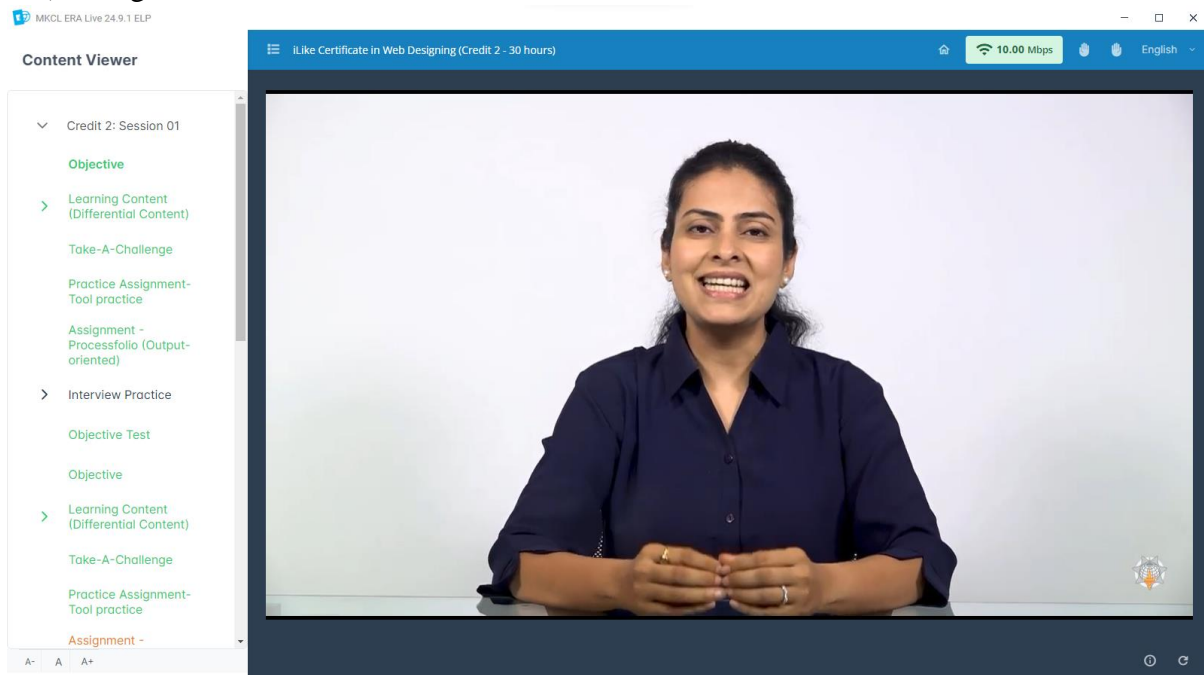 MKCL ERA Live 24.9.1 ELP
Content Viewer
iLike Certificate in Web Designing (Credit 2 - 30 hours)
10.00 Mbps
English
Credit 2: Session 01
Objective
Learning Content
(Differential Content)
Take-A-Challenge
Practice Assignment-
Tool practice
Assignment -
Processfolio (Output-
oriented)
Interview Practice
Objective Test
Objective
Learning Content
(Differential Content)
Take-A-Challenge
Practice Assignment-
Tool practice
Assignment -
A- A A+